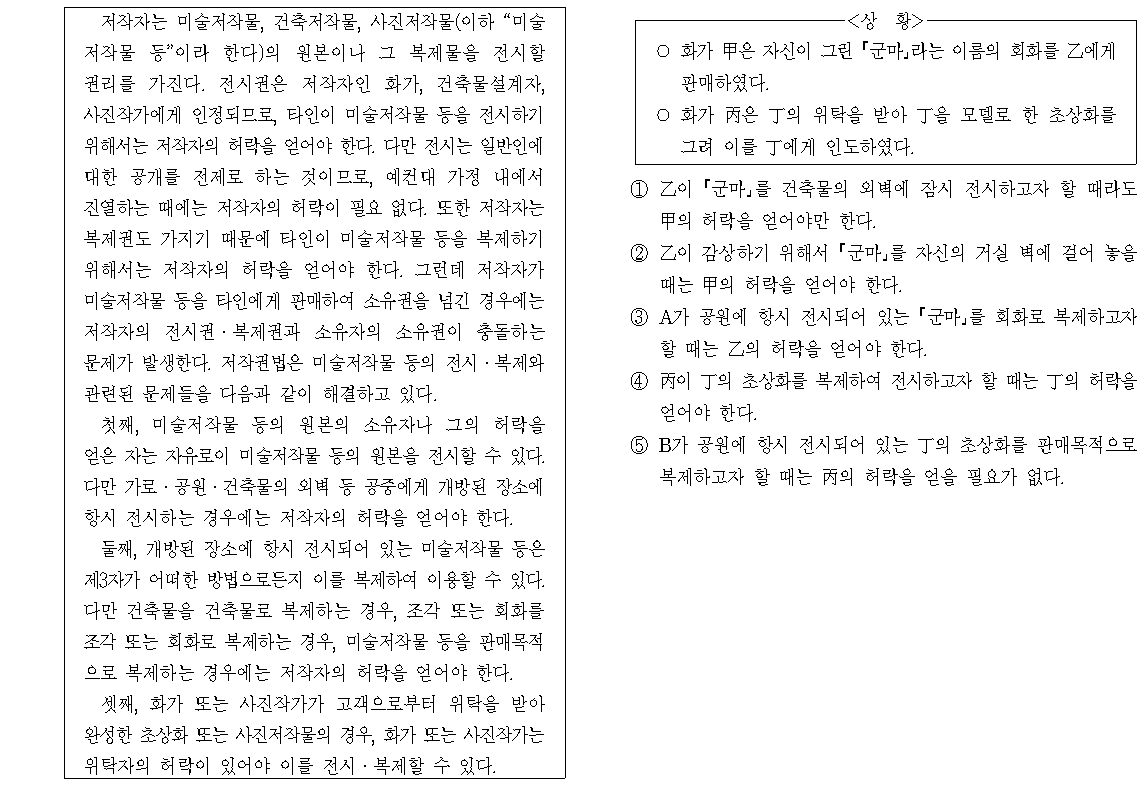 저작자는 미술저작물, 건축저작물, 사진저작물(이하 “미술
저작물 등”이라 한다)의 원본이나 그 복제물을 전시할
권리를 가진다. 전시권은 저작자인 화가, 건축물설계자,
사진작가에게 인정되므로, 타인이 미술저작물 등을 전시하기
위해서는 저작자의 허락을 얻어야 한다. 다만 전시는 일반인에
대한 공개를 전제로 하는 것이므로, 예컨대 가정 내에서
진열하는 때에는 저작자의 허락이 필요 없다. 또한 저작자는
복제권도 가지기 때문에 타인이 미술저작물 등을 복제하기
위해서는 저작자의 허락을 얻어야 한다. 그런데 저작자가
미술저작물 등을 타인에게 판매하여 소유권을 넘긴 경우에는
저작자의 전시권·복제권과 소유자의 소유권이 충돌하는
문제가 발생한다. 저작권법은 미술저작물 등의 전시·복제와
관련된 문제들을 다음과 같이 해결하고 있다.
첫째, 미술저작물 등의 원본의 소유자나 그의 허락을
얻은 자는 자유로이 미술저작물 등의 원본을 전시할 수 있다.
다만 가로·공원·건축물의 외벽 등 공중에게 개방된 장소에
항시 전시하는 경우에는 저작자의 허락을 얻어야 한다.
둘째, 개방된 장소에 항시 전시되어 있는 미술저작물 등은
제3자가 어떠한 방법으로든지 이를 복제하여 이용할 수 있다.
다만 건축물을 건축물로 복제하는 경우, 조각 또는 회화를
조각 또는 회화로 복제하는 경우, 미술저작물 등을 판매목적
으로 복제하는 경우에는 저작자의 허락을 얻어야 한다.
셋째, 화가 또는 사진작가가 고객으로부터 위탁을 받아
완성한 초상화 또는 사진저작물의 경우, 화가 또는 사진작가는
위탁자의 허락이 있어야 이를 전시·복제할 수 있다.
<상 황>
○ 화가 甲은 자신이 그린 『군마』라는 이름의 회화를 乙에게
판매하였다.
○ 화가 丙은 丁의 위탁을 받아 丁을 모델로 한 초상화를
그려 이를 丁에게 인도하였다.
① 乙이 『군마』를 건축물의 외벽에 잠시 전시하고자 할 때라도
甲의 허락을 얻어야만 한다.
② 乙이 감상하기 위해서 『군마』를 자신의 거실 벽에 걸어 놓을
때는 甲의 허락을 얻어야 한다.
③ A가 공원에 항시 전시되어 있는 『군마』를 회화로 복제하고자
할 때는 乙의 허락을 얻어야 한다.
④ 丙이 丁의 초상화를 복제하여 전시하고자 할 때는 丁의 허락을
얻어야 한다.
⑤ B가 공원에 항시 전시되어 있는 丁의 초상화를 판매목적으로
복제하고자 할 때는 丙의 허락을 얻을 필요가 없다.